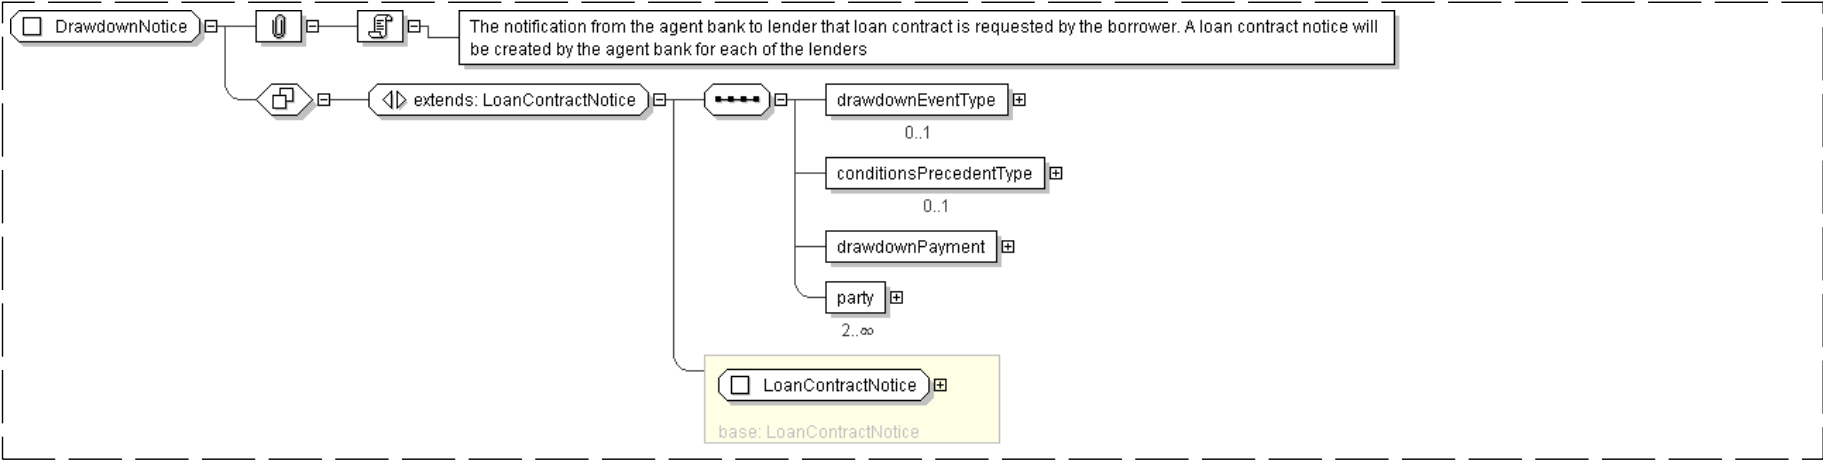 DrawdownNotice
The notification from the agent bank to lender that loan contract is requested by the borrower. A loan contract notice will
be created by the agent bank for each of the lenders
extends: LoanContractNotice
drawdownEventType
0..1
conditionsPrecedentType
0..1
drawdownPayment
party
2..∞
LoanContractNotice
base: LoanContractNotice